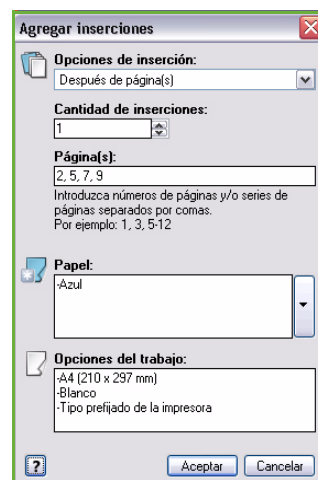 Agregar inserciones
Opciones de inserción:
Después de página(s)
Cantidad de inserciones:
1
Página(s):
2, 5, 7, 9
Introduzca números de páginas y/o series de
páginas separados por comas.
Por ejemplo: 1, 3, 5-12
Papel:
-Azul
Opciones del trabajo:
-A4 (210 x 297 mm)
-Blanco
-Tipo prefijado de la impresora
?
Aceptar
Cancelar